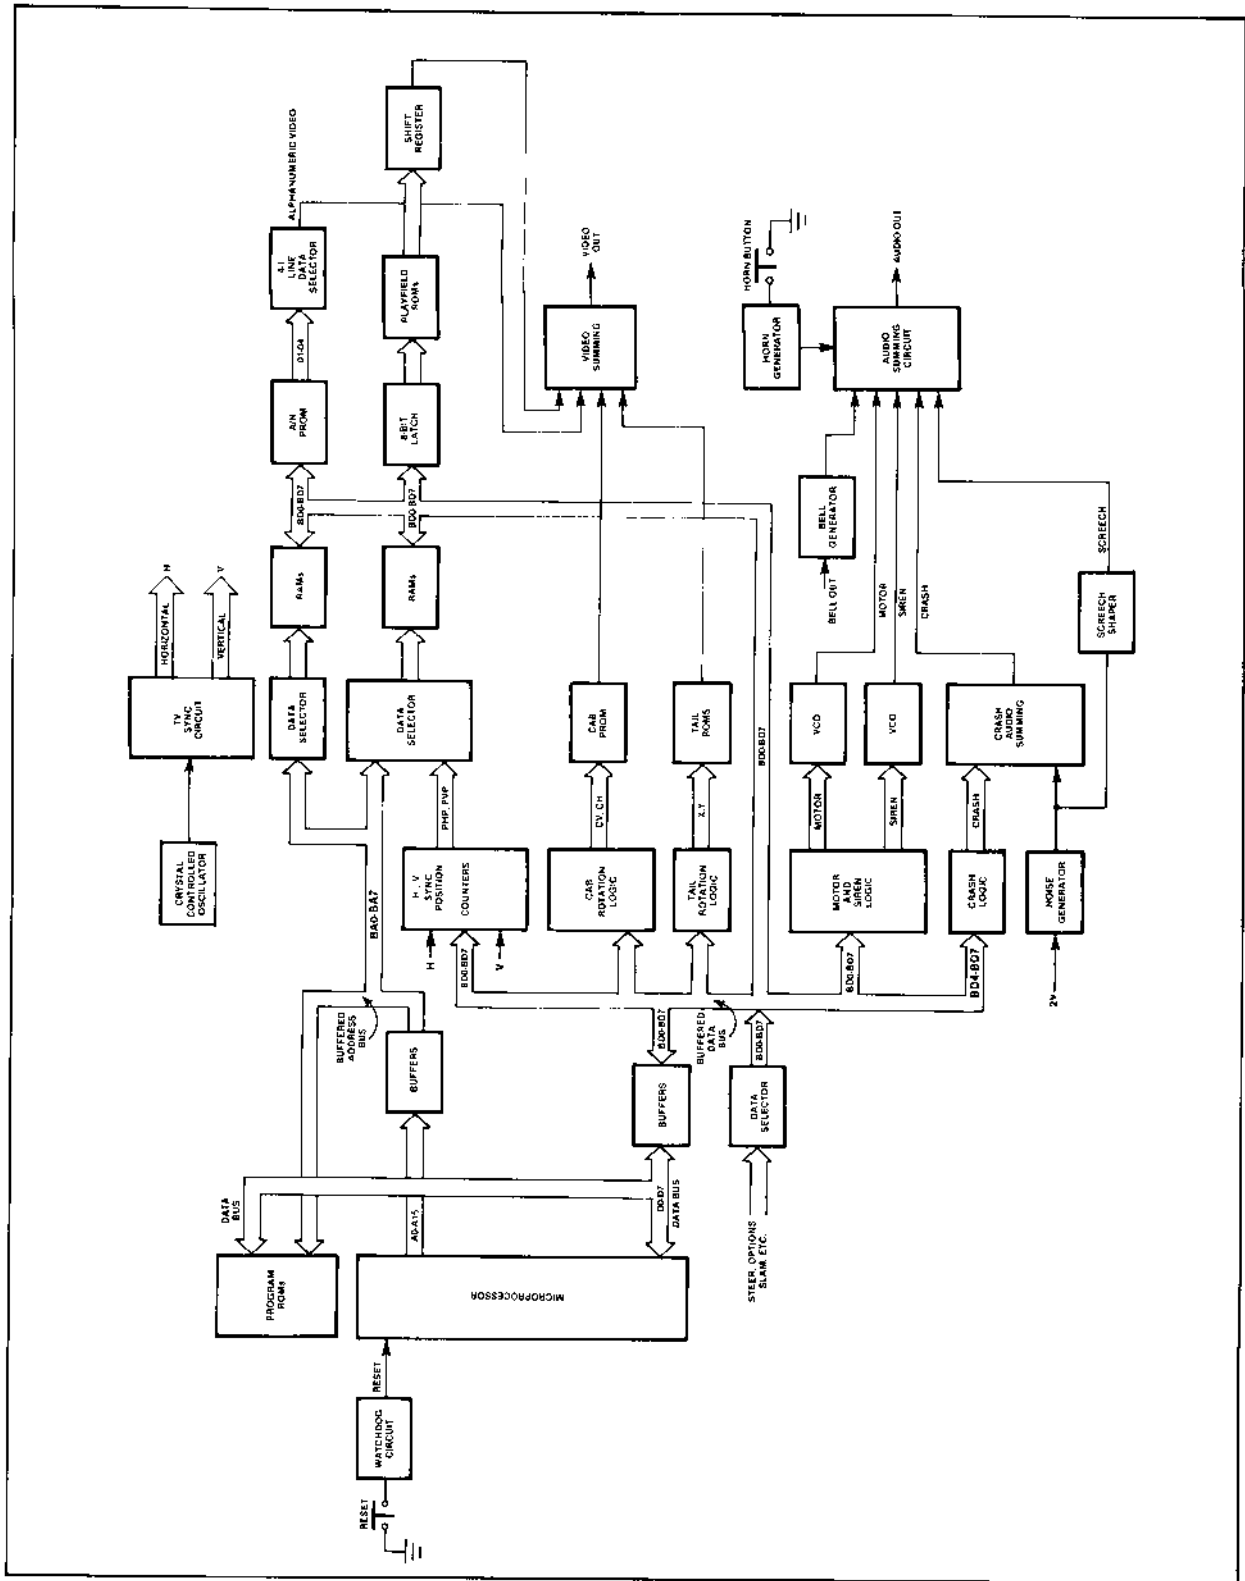 RESET
WATCHDOG
CIRCUIT
RESET
PROGRAM
ROMs
MICROPROCESSOR
DATA
BUS
A0-A15
D0-D7
DATA BUS
STEER, OPTIONS
SLAM, ETC.
BUFFERS
BUFFERS
DATA
SELECTOR
BUFFERED
ADDRESS
BUS
BA0-BA7
BD0-BD7
BUFFERED
DATA
BUS
BD0-BD7
CRYSTAL
CONTROLLED
OSCILLATOR
H
V
BD0-BD7
H, V
SYNC
POSITION
COUNTERS
CAB
ROTATION
LOGIC
TAIL
ROTATION
LOGIC
BD0-BD7
MOTOR
AND
SIREN
LOGIC
BD4-BD7
CRASH
LOGIC
2V
NOISE
GENERATOR
PHP, PVP
CV, CH
X,Y
MOTOR
SIREN
CRASH
TV
SYNC
CIRCUIT
DATA
SELECTOR
DATA
SELECTOR
CAB
PROM
TAIL
ROMS
BD0-BD7
VCO
VCO
CRASH
AUDIO
SUMMING
HORIZONTAL
H
VERTICAL
V
RAMs
RAMs
BELL OUT
MOTOR
SIREN
CRASH
SCREECH
SHAPER
SCREECH
BD0-BD7
BD0-BD7
BELL
GENERATOR
A/N
PROM
8-BIT
LATCH
D1-D4
4-1
LINE
DATA
SELECTOR
ALPHANUMERIC VIDEO
PLAYFIELD
ROMs
SHIFT
REGISTER
VIDEO
SUMMING
VIDEO
OUT
HORN
GENERATOR
HORN BUTTON
AUDIO
SUMMING
CIRCUIT
AUDIO OUT